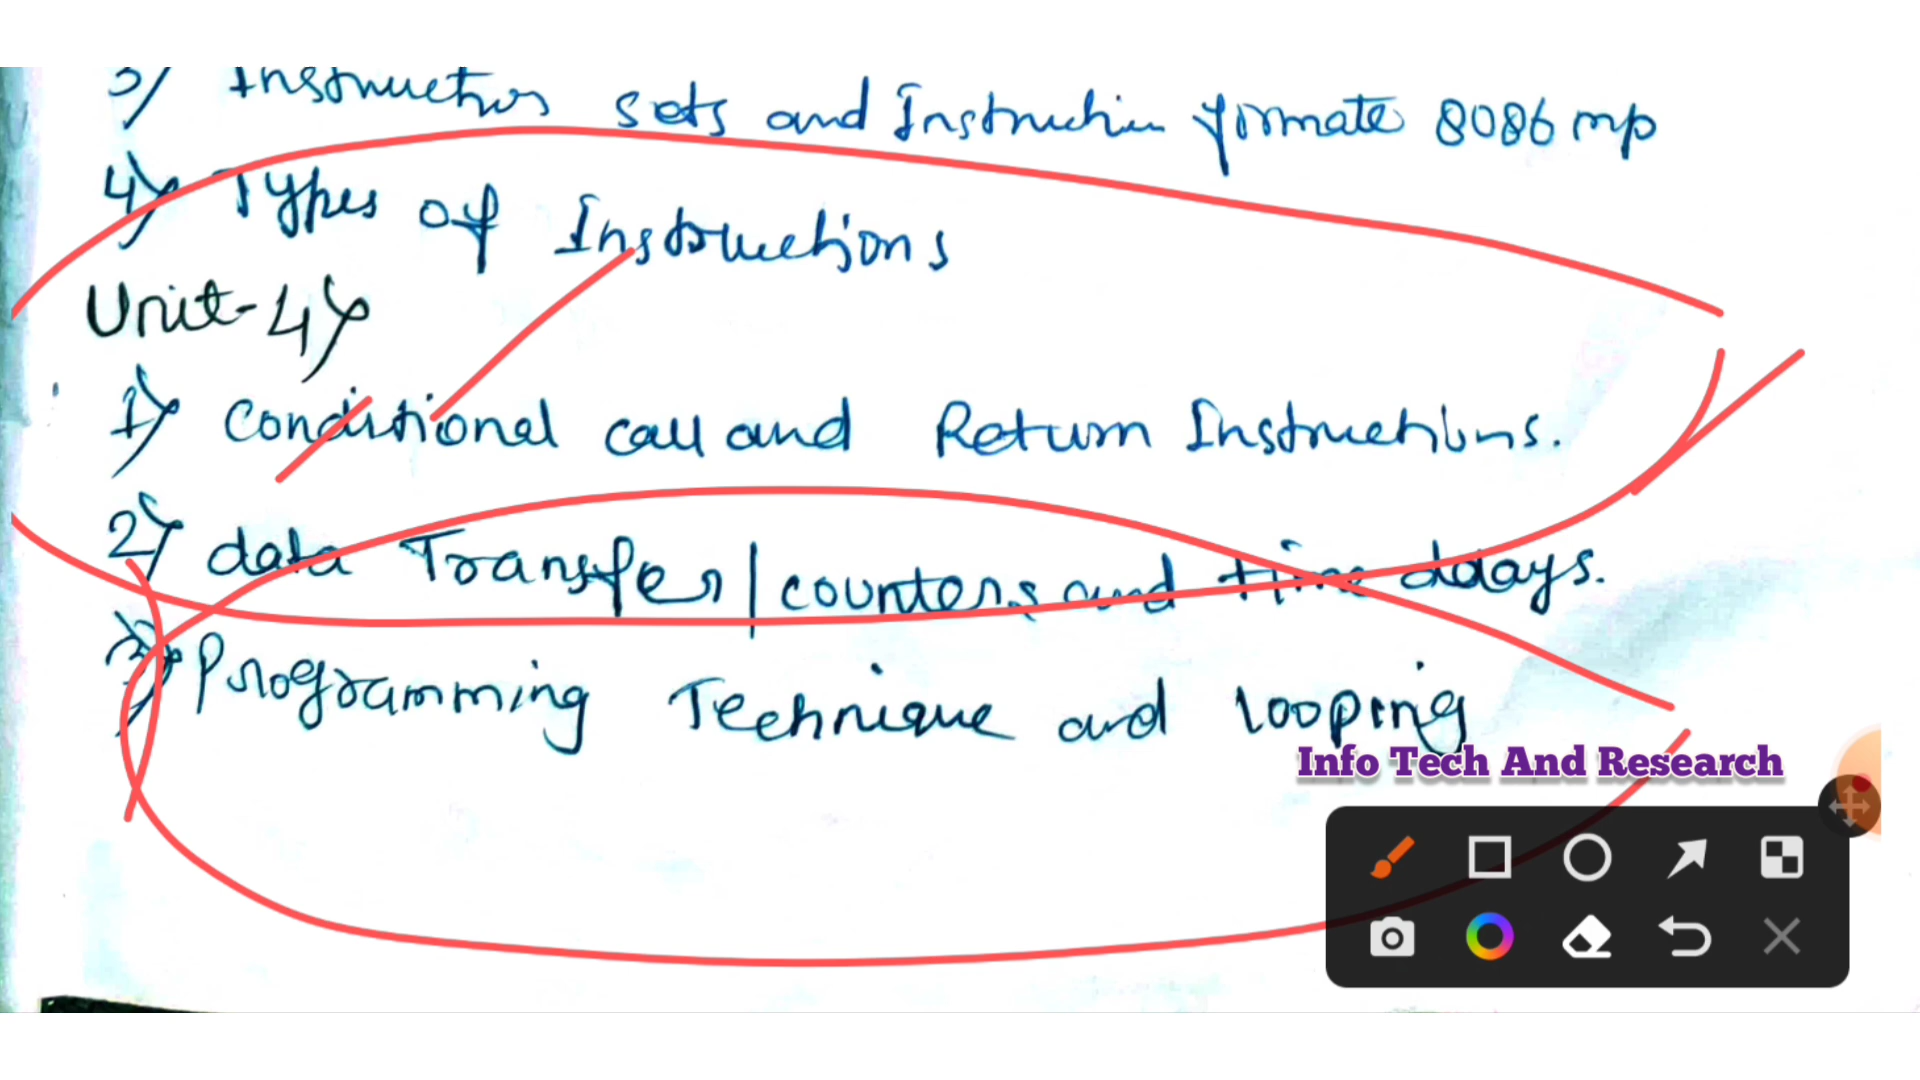 3) Instructions sets and Instruction formate 8086 mp
4) Types of Instructions
Unit-4)
1) Conditional call and Return Instructions.
2) data Transfer/counters and time delays.
3) Programming Technique and looping
Info Tech And Research